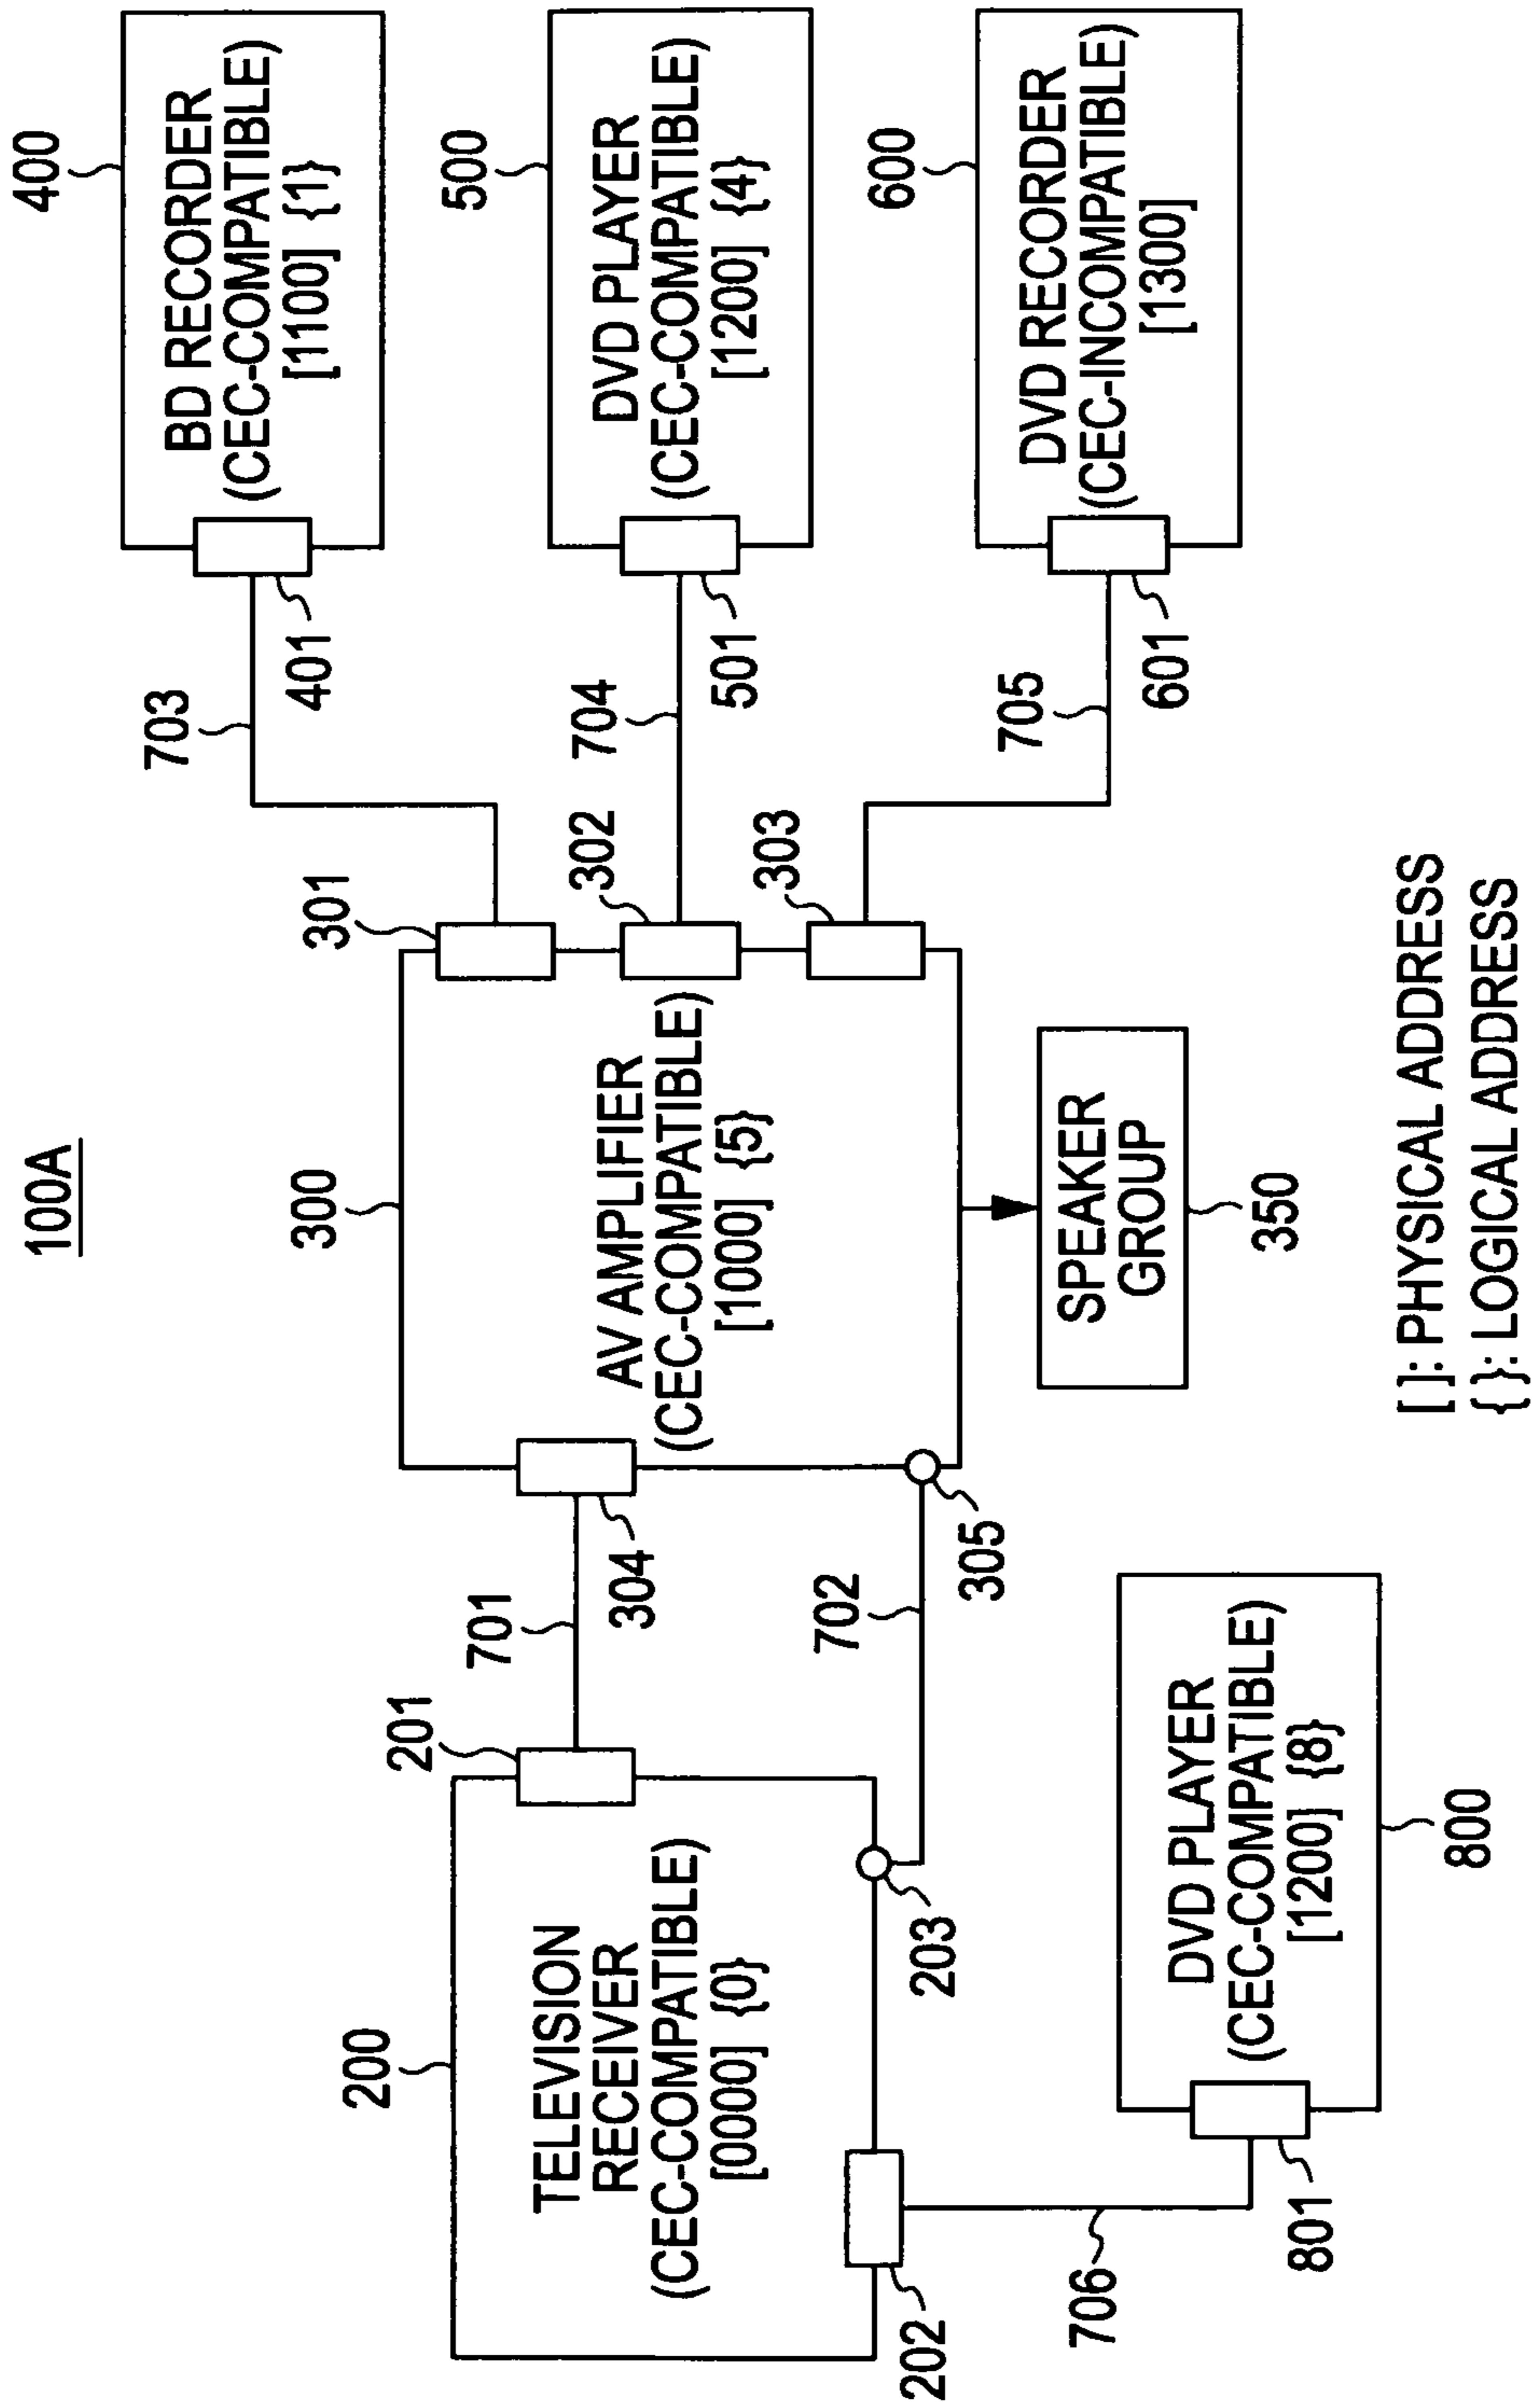 100A
200
TELEVISION
RECEIVER
(CEC-COMPATIBLE)
[0000] {0}
201
202
203
701
702
706
300
AV AMPLIFIER
(CEC-COMPATIBLE)
[1000] {5}
301
302
303
304
305
SPEAKER
GROUP
350
703
704
705
400
BD RECORDER
(CEC-COMPATIBLE)
[1100] {1}
401
500
DVD PLAYER
(CEC-COMPATIBLE)
[1200] {4}
501
600
DVD RECORDER
(CEC-INCOMPATIBLE)
[1300]
601
DVD PLAYER
(CEC-COMPATIBLE)
[1200] {8}
800
801
[ ]: PHYSICAL ADDRESS
{ }: LOGICAL ADDRESS